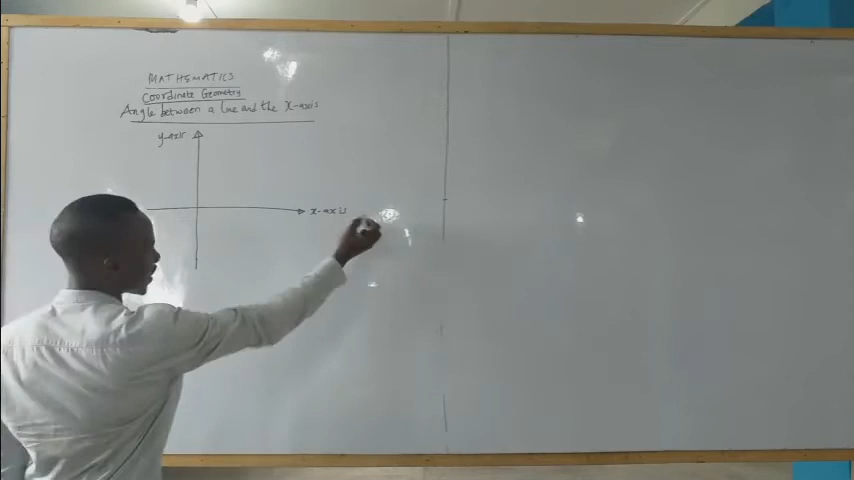 MATHEMATICS
Coordinate Geometry
Angle between a line and the x-axis
y-axis
x-axis